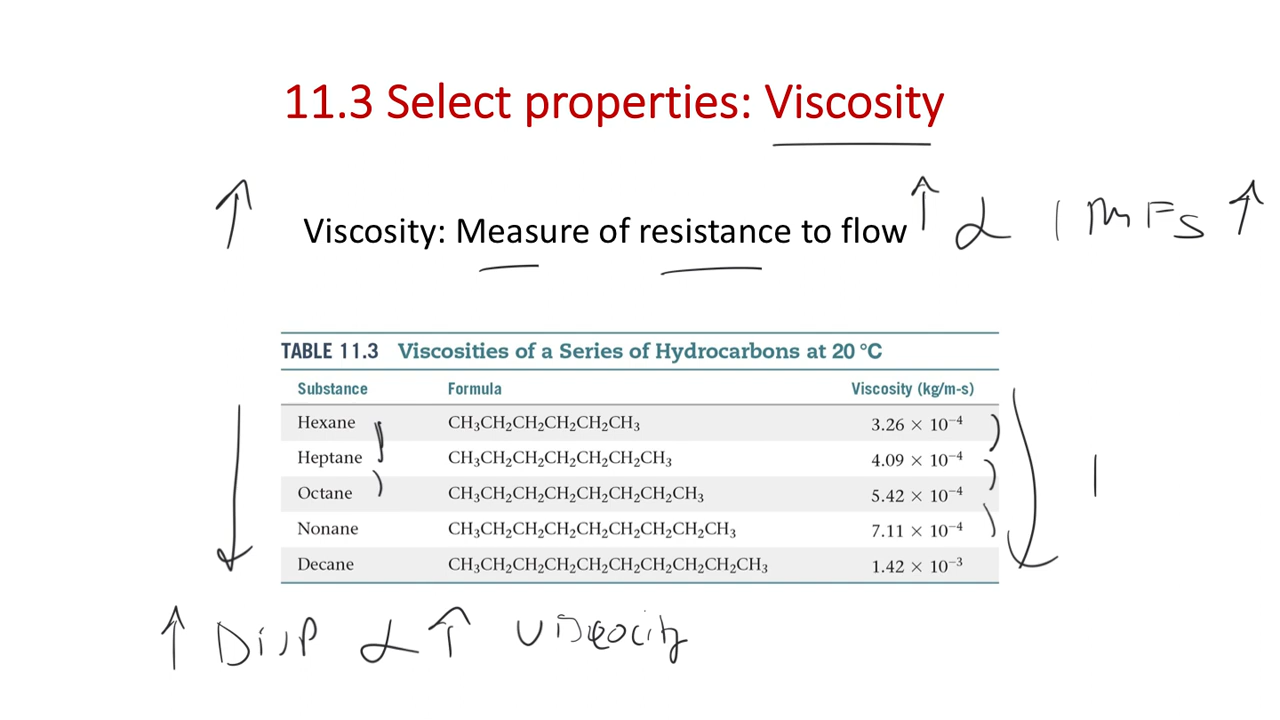 11.3 Select properties: Viscosity
↑ Viscosity: Measure of resistance to flow ↑ α IMFs ↑
TABLE 11.3 Viscosities of a Series of Hydrocarbons at 20 °C
Substance Formula Viscosity (kg/m-s)
Hexane CH₃CH₂CH₂CH₂CH₂CH₃ 3.26 × 10⁻⁴
Heptane CH₃CH₂CH₂CH₂CH₂CH₂CH₃ 4.09 × 10⁻⁴
Octane CH₃CH₂CH₂CH₂CH₂CH₂CH₂CH₃ 5.42 × 10⁻⁴
Nonane CH₃CH₂CH₂CH₂CH₂CH₂CH₂CH₂CH₃ 7.11 × 10⁻⁴
Decane CH₃CH₂CH₂CH₂CH₂CH₂CH₂CH₂CH₂CH₃ 1.42 × 10⁻³
↑ Disp α ↑ Viscocity